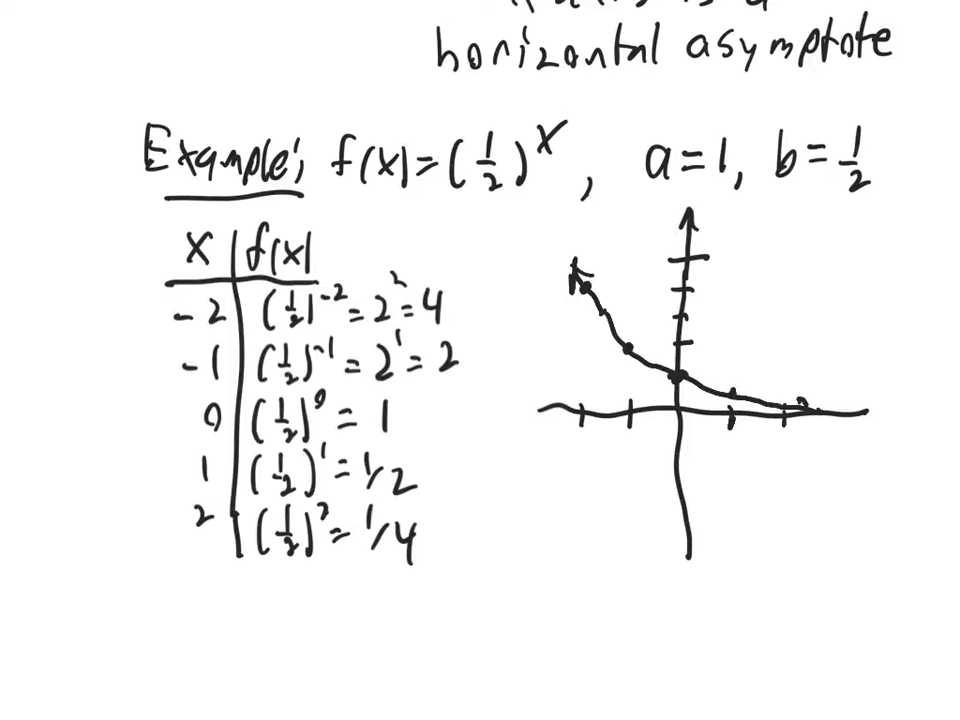 horizontal asymptote
Example: f(x) = (1/2)^x, a = 1, b = 1/2
x | f(x)
-2 | (1/2)^-2 = 2^2 = 4
-1 | (1/2)^-1 = 2^1 = 2
0 | (1/2)^0 = 1
1 | (1/2)^1 = 1/2
2 | (1/2)^2 = 1/4